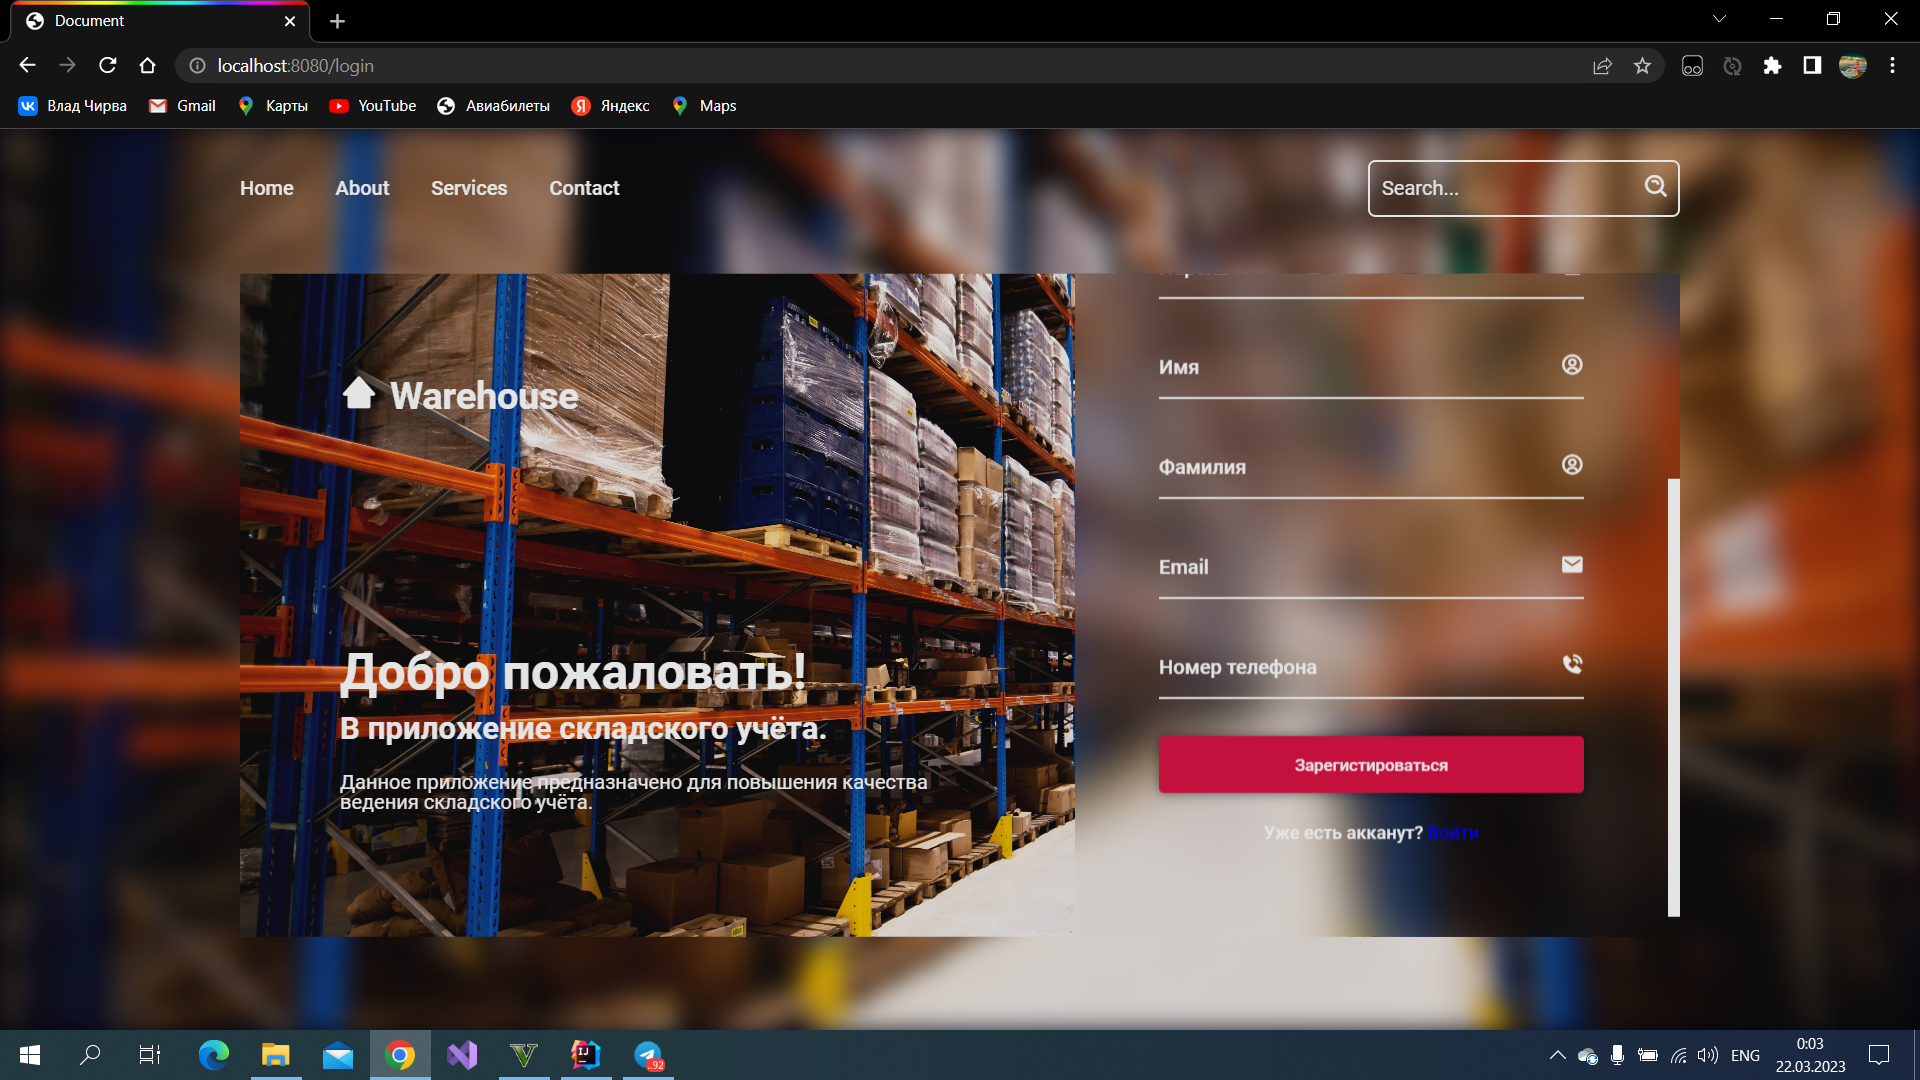 Document
localhost:8080/login
Влад Чирва
Gmail
Карты
YouTube
Авиабилеты
Яндекс
Maps
Home
About
Services
Contact
Search...
Warehouse
Добро пожаловать!
В приложение складского учёта.
Данное приложение предназначено для повышения качества
ведения складского учёта.
Имя
Фамилия
Email
Номер телефона
Зарегистироваться
Уже есть акканут? Войти
..92
ENG
0:03
22.03.2023